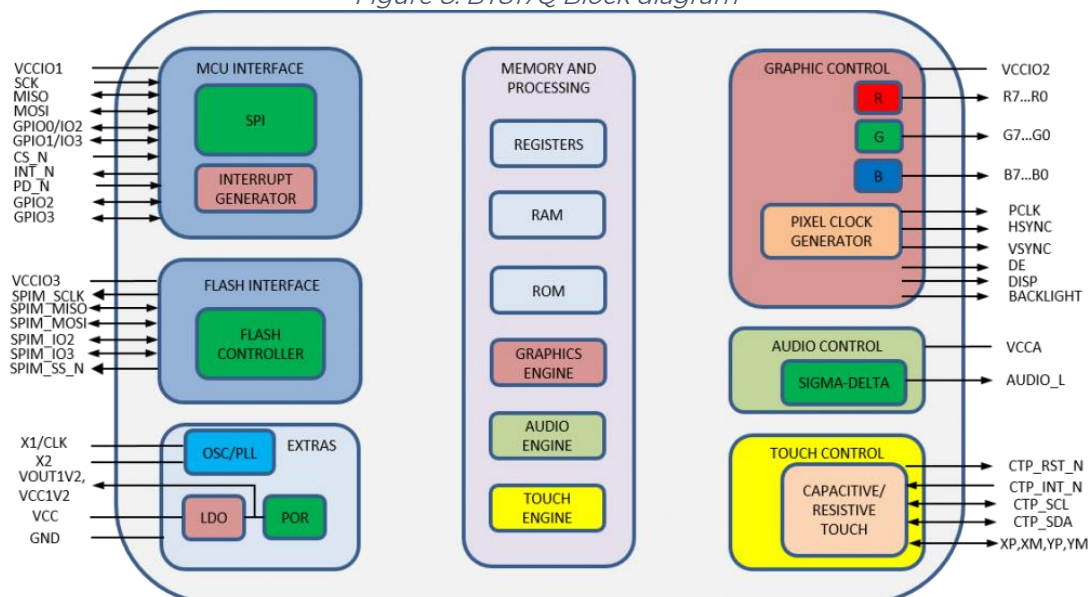 VCCIO1
SCK
MISO
MOSI
GPIO0/IO2
GPIO1/IO3
CS_N
INT_N
PD_N
GPIO2
GPIO3
MCU INTERFACE
SPI
INTERRUPT
GENERATOR
VCCIO3
SPIM_SCLK
SPIM_MISO
SPIM_MOSI
SPIM_IO2
SPIM_IO3
SPIM_SS_N
FLASH INTERFACE
FLASH
CONTROLLER
X1/CLK
X2
VOUT1V2,
VCC1V2
VCC
GND
OSC/PLL
EXTRAS
LDO
POR
MEMORY AND
PROCESSING
REGISTERS
RAM
ROM
GRAPHICS
ENGINE
AUDIO
ENGINE
TOUCH
ENGINE
GRAPHIC CONTROL
R
G
B
PIXEL CLOCK
GENERATOR
VCCIO2
R7...R0
G7...G0
B7...B0
PCLK
HSYNC
VSYNC
DE
DISP
BACKLIGHT
AUDIO CONTROL
SIGMA-DELTA
VCCA
AUDIO_L
TOUCH CONTROL
CAPACITIVE/
RESISTIVE
TOUCH
CTP_RST_N
CTP_INT_N
CTP_SCL
CTP_SDA
XP,XM,YP,YM